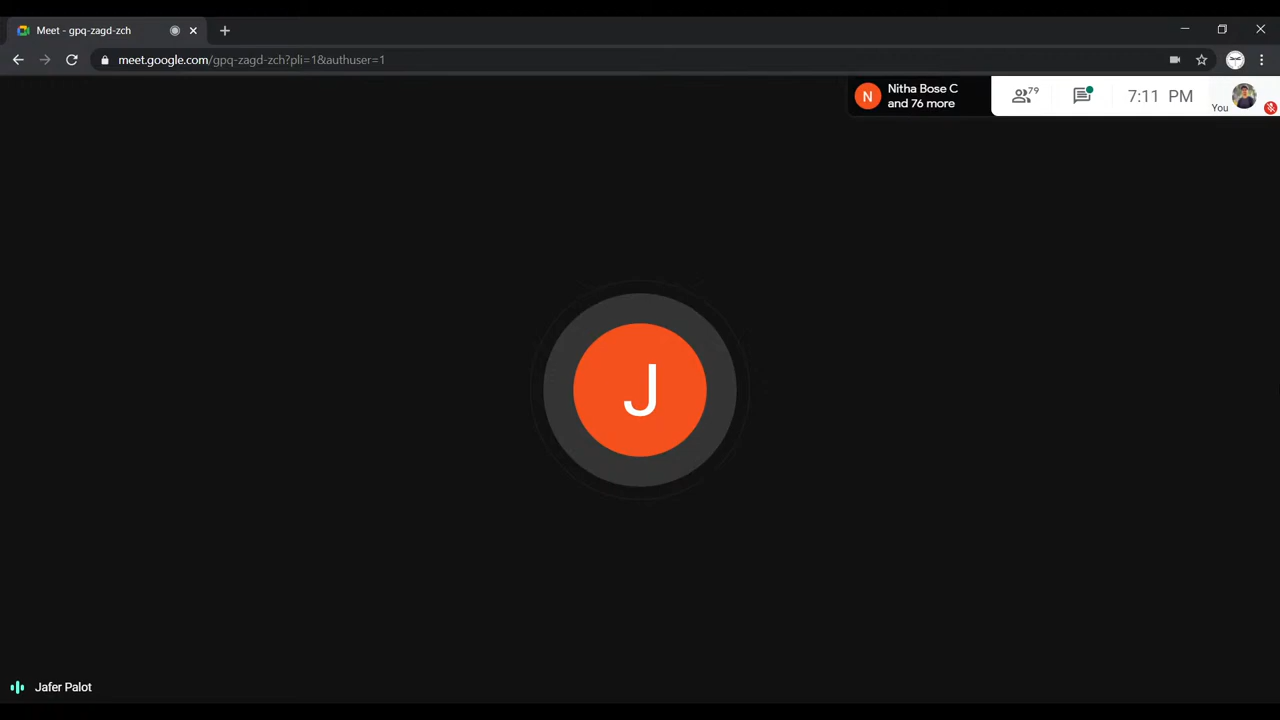 Meet - gpq-zagd-zch
meet.google.com/gpq-zagd-zch?pli=1&authuser=1
N
Nitha Bose C
and 76 more
79
7:11 PM
You
J
Jafer Palot